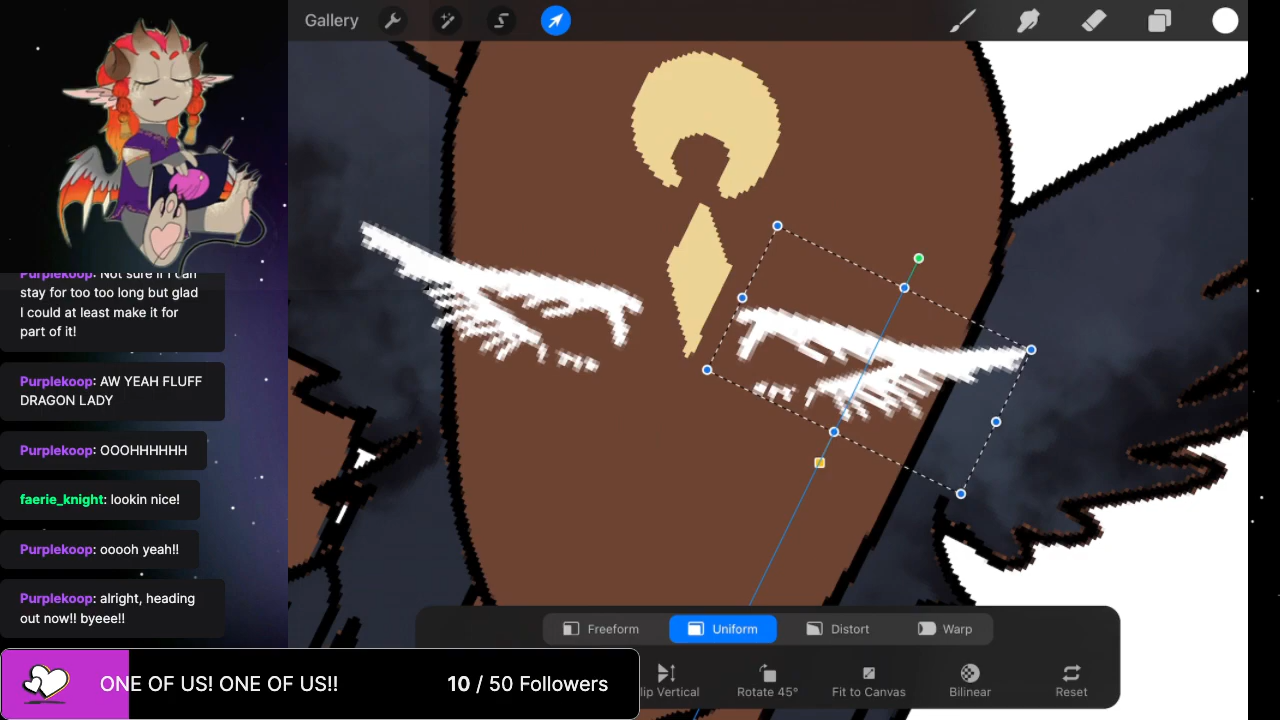 Gallery
Purplekoop: Not sure if I can
stay for too too long but glad
I could at least make it for
part of it!
Purplekoop: AW YEAH FLUFF
DRAGON LADY
Purplekoop: OOOHHHHHH
faerie_knight: lookin nice!
Purplekoop: ooooh yeah!!
Purplekoop: alright, heading
out now!! byeee!!
Freeform
Uniform
Distort
Warp
lip Vertical
Rotate 45°
Fit to Canvas
Bilinear
Reset
ONE OF US! ONE OF US!!
10 / 50 Followers